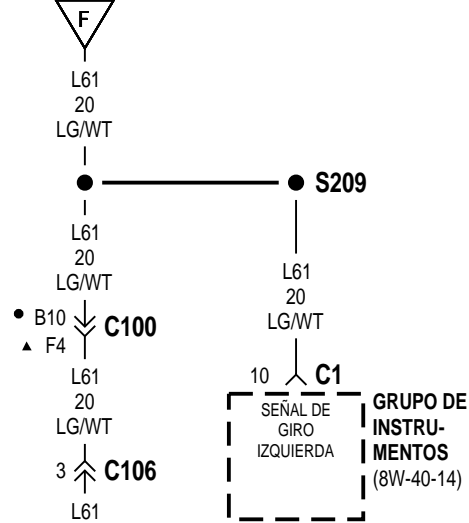 F
L61
20
LG/WT
S209
L61
20
LG/WT
L61
20
LG/WT
B10
C100
F4
L61
20
LG/WT
10
C1
SEÑAL DE
GIRO
IZQUIERDA
GRUPO DE
INSTRU-
MENTOS
(8W-40-14)
3
C106
L61